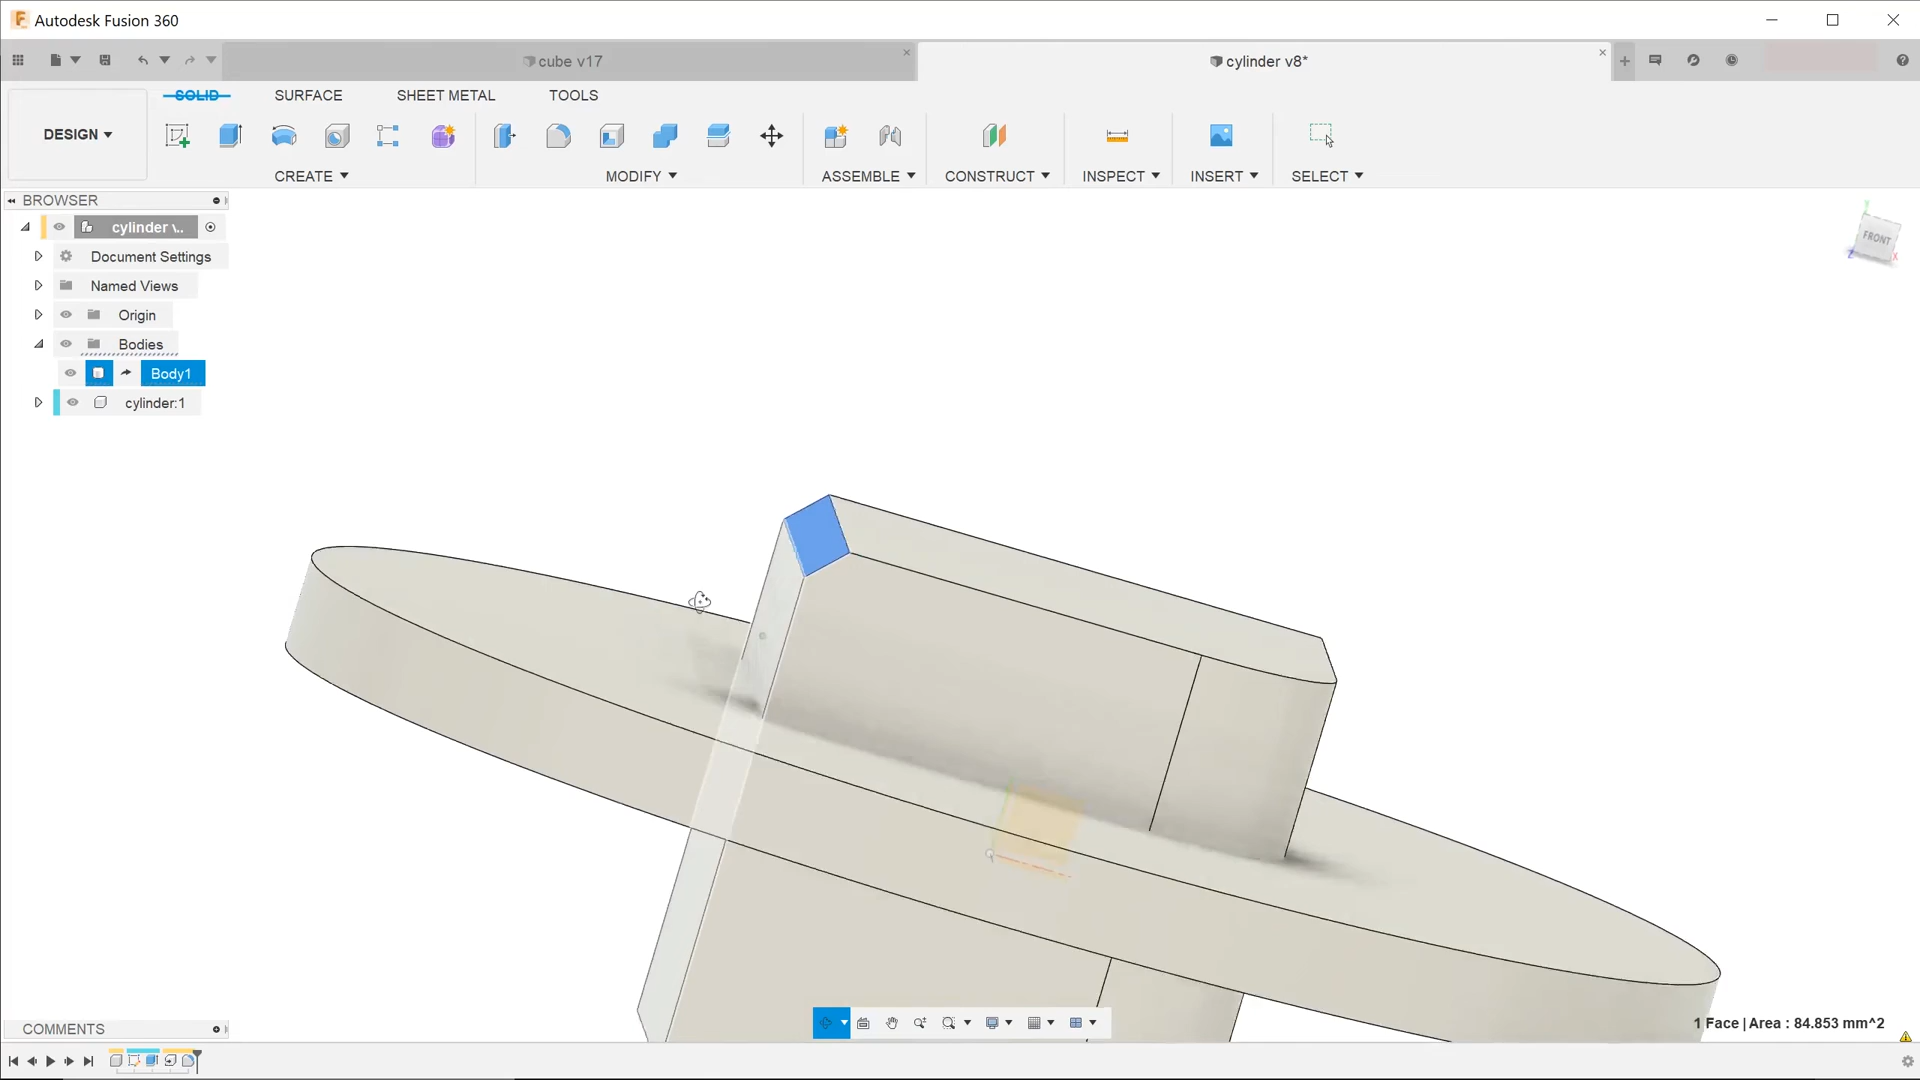 Autodesk Fusion 360
cube v17
cylinder v8*
SOLID
SURFACE
SHEET METAL
TOOLS
DESIGN
CREATE
MODIFY
ASSEMBLE
CONSTRUCT
INSPECT
INSERT
SELECT
BROWSER
FRONT
cylinder v..
Document Settings
Named Views
Origin
Bodies
Body1
cylinder:1
Z
X
Y
COMMENTS
1 Face | Area : 84.853 mm^2